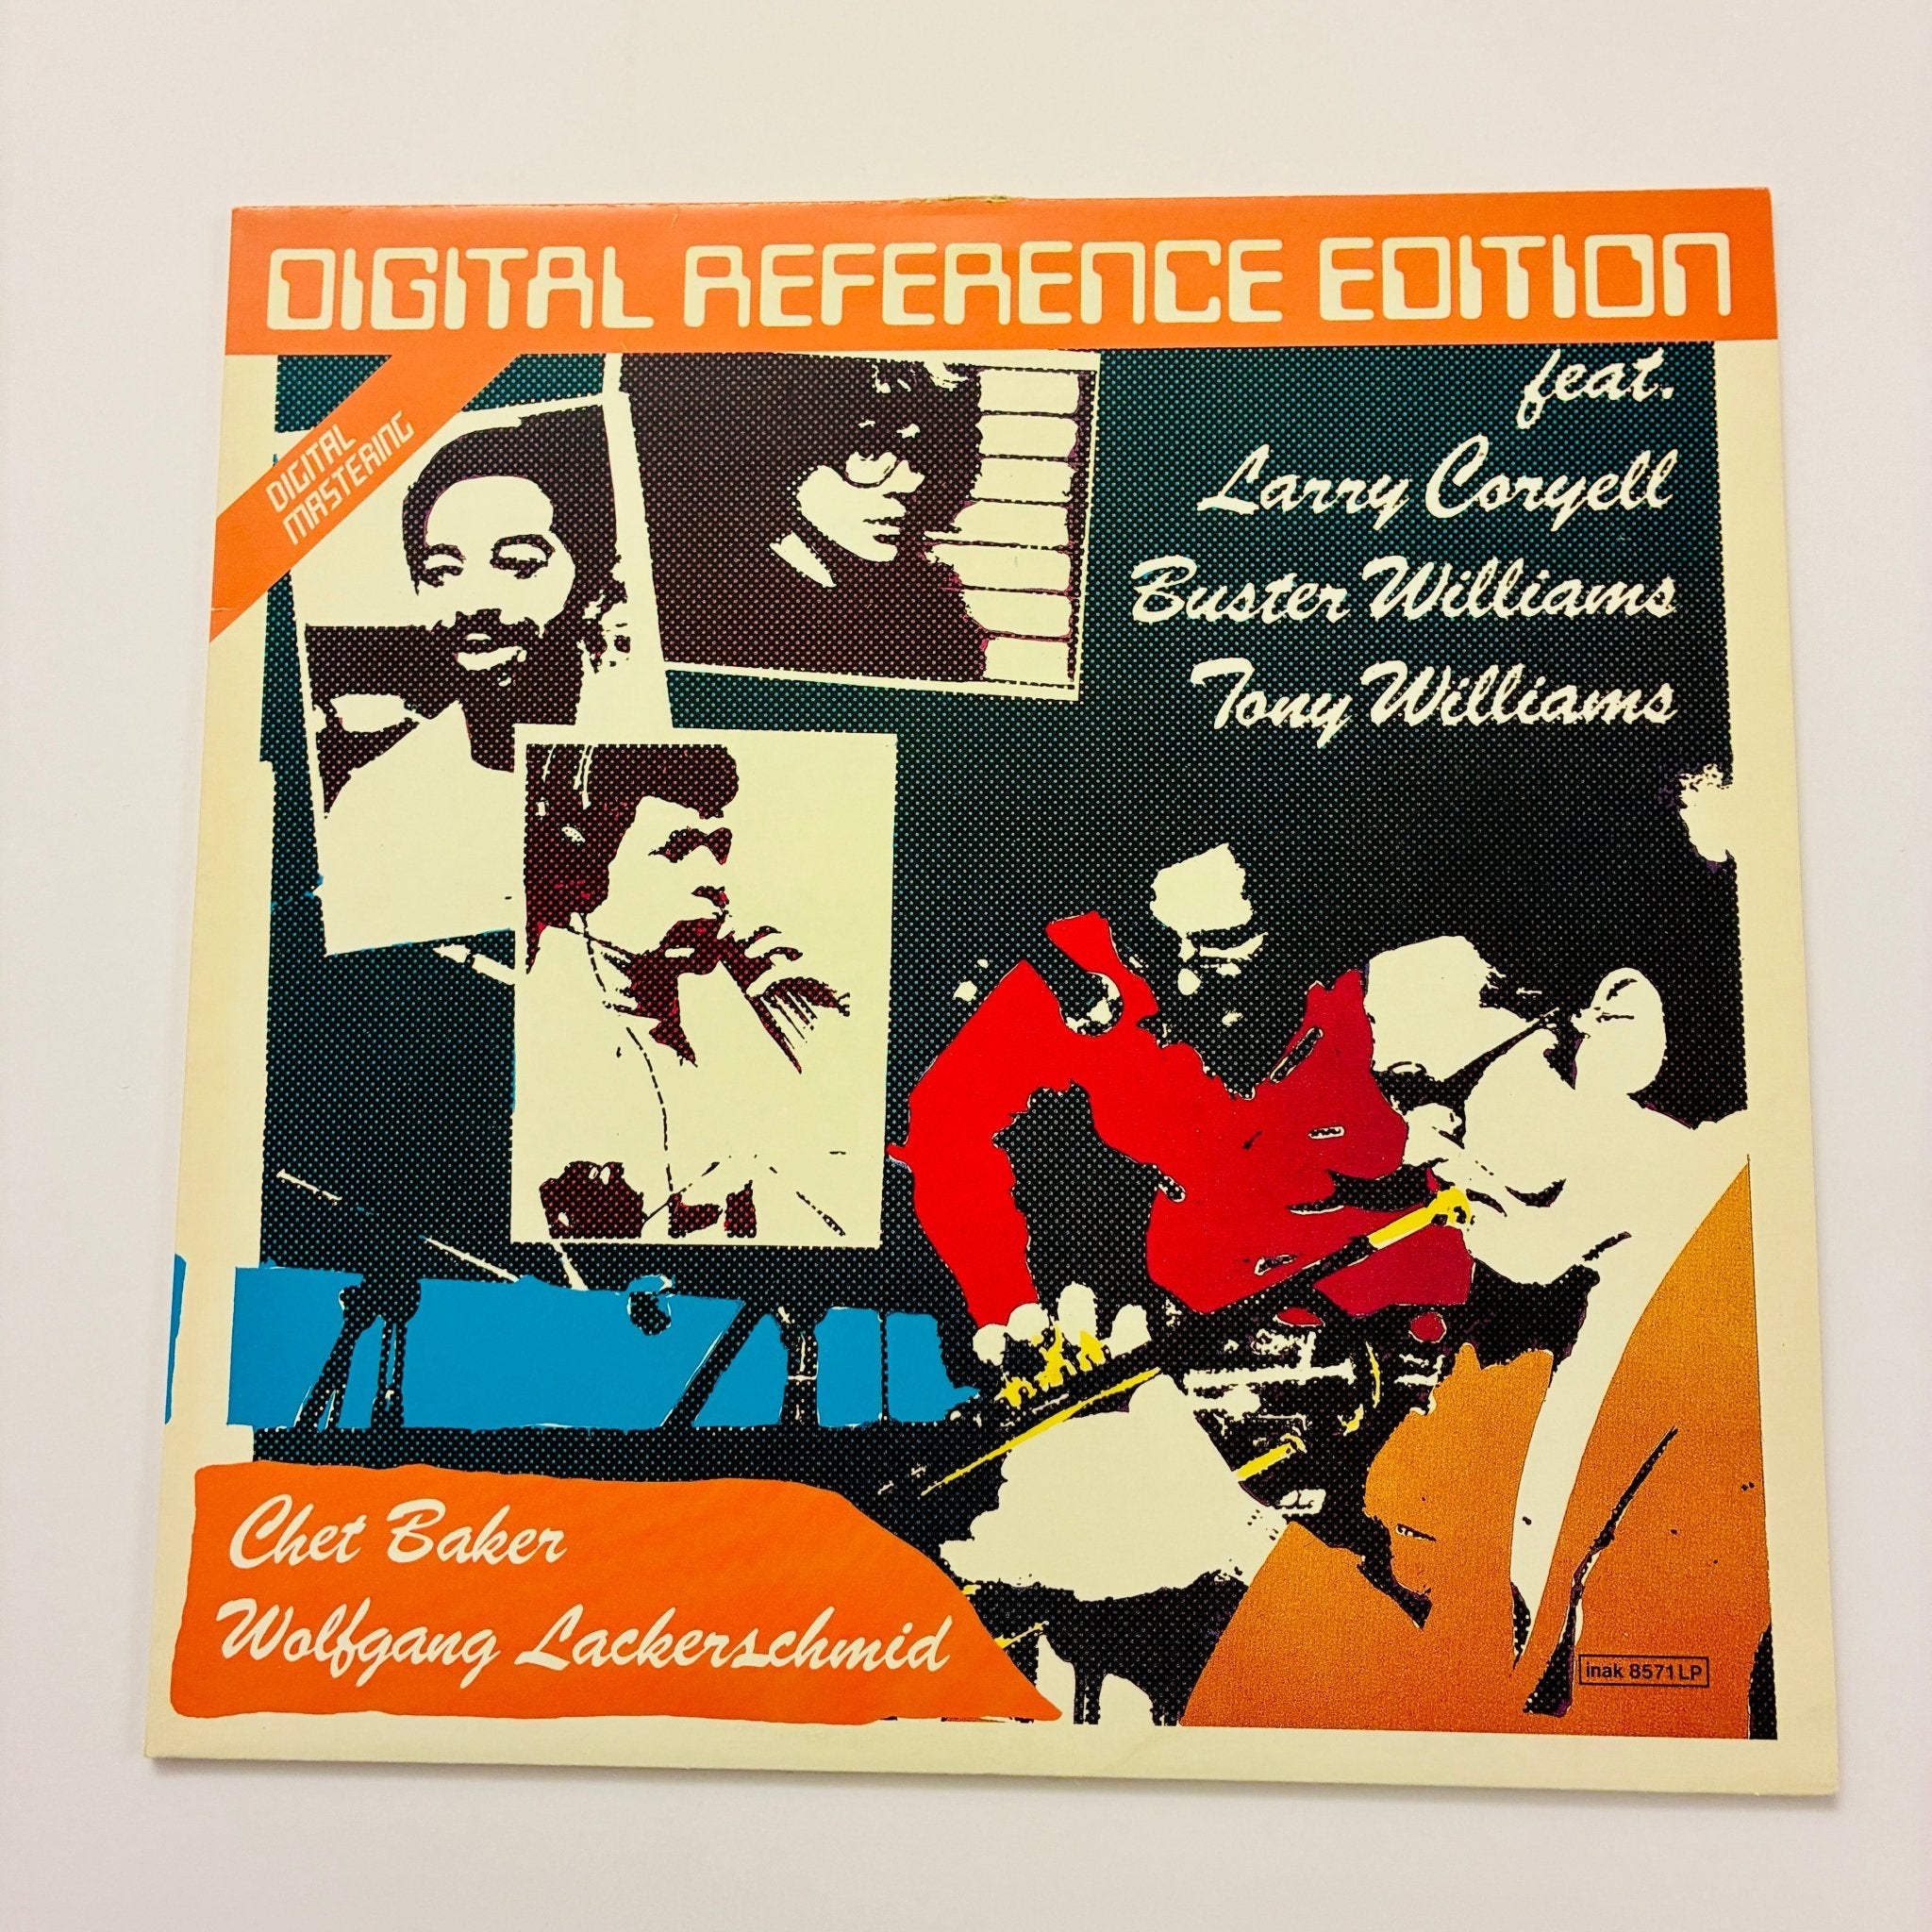 DIGITAL REFERENCE EDITION
DIGITAL
MASTERING
feat.
Larry Coryell
Buster Williams
Tony Williams
Chet Baker
Wolfgang Lackerschmid
inak 8571 LP